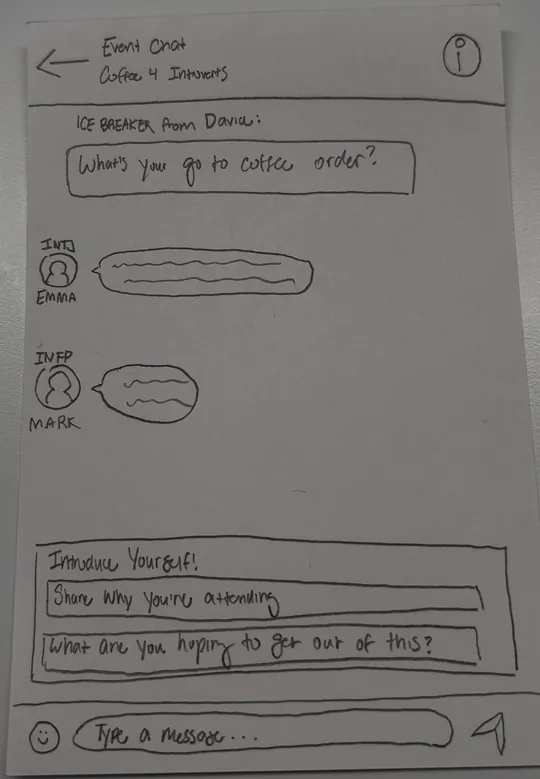 Event Chat
Coffee 4 Introverts
i
ICE BREAKER from David:
What's your go to coffee order?
INTJ
EMMA
INFP
MARK
Introduce Yourself!
Share why you're attending
What are you hoping to get out of this?
Type a message...